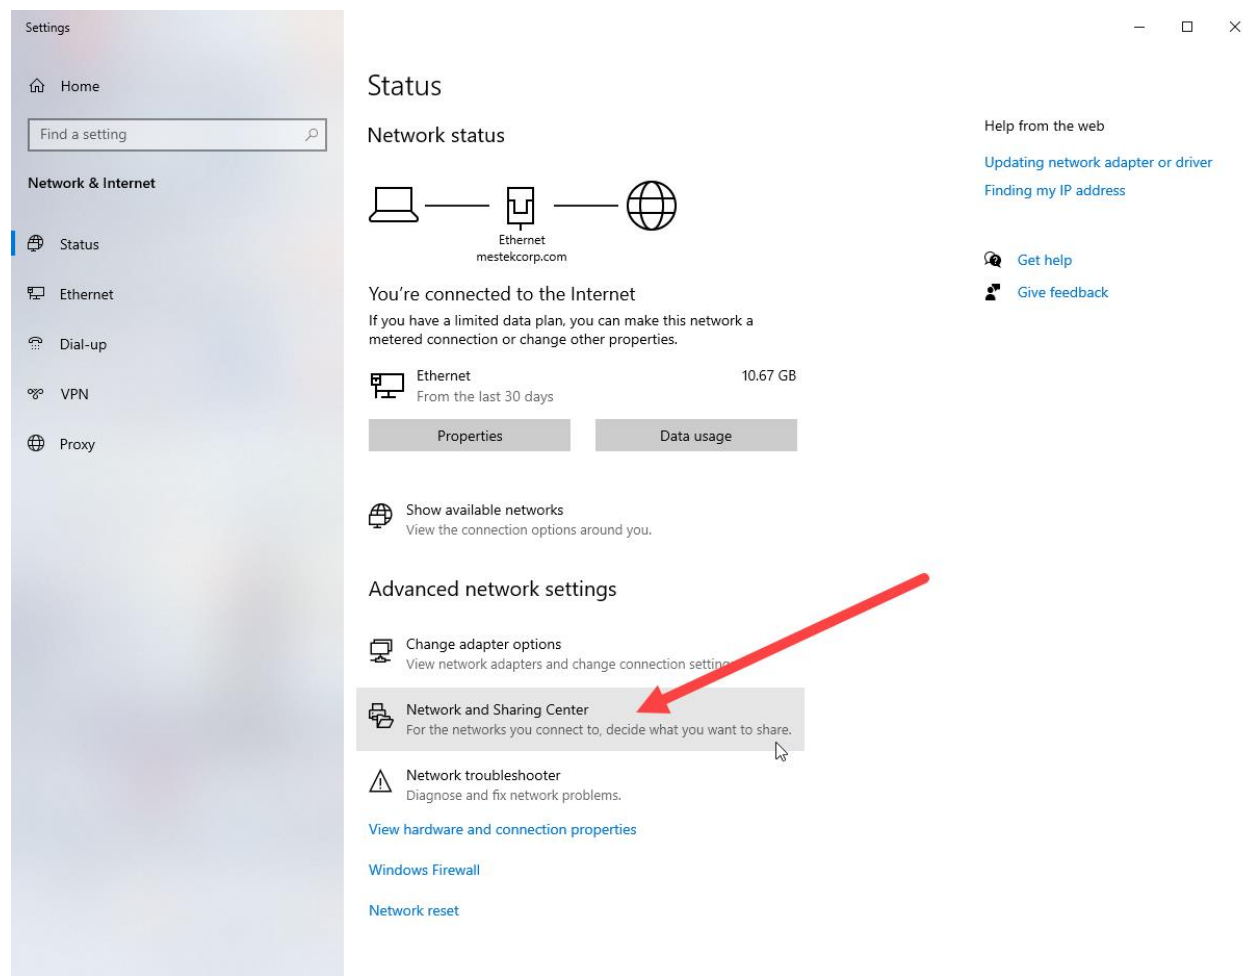 Settings
Home
Find a setting
Network & Internet
Status
Ethernet
Dial-up
VPN
Proxy
Status
Network status
Ethernet
mestekcorp.com
You're connected to the Internet
If you have a limited data plan, you can make this network a
metered connection or change other properties.
Ethernet 10.67 GB
From the last 30 days
Properties Data usage
Show available networks
View the connection options around you.
Advanced network settings
Change adapter options
View network adapters and change connection
Network and Sharing Center
For the networks you connect to, decide what you want to share.
Network troubleshooter
Diagnose and fix network problems.
View hardware and connection properties
Windows Firewall
Network reset
Help from the web
Updating network adapter or driver
Finding my IP address
Get help
Give feedback